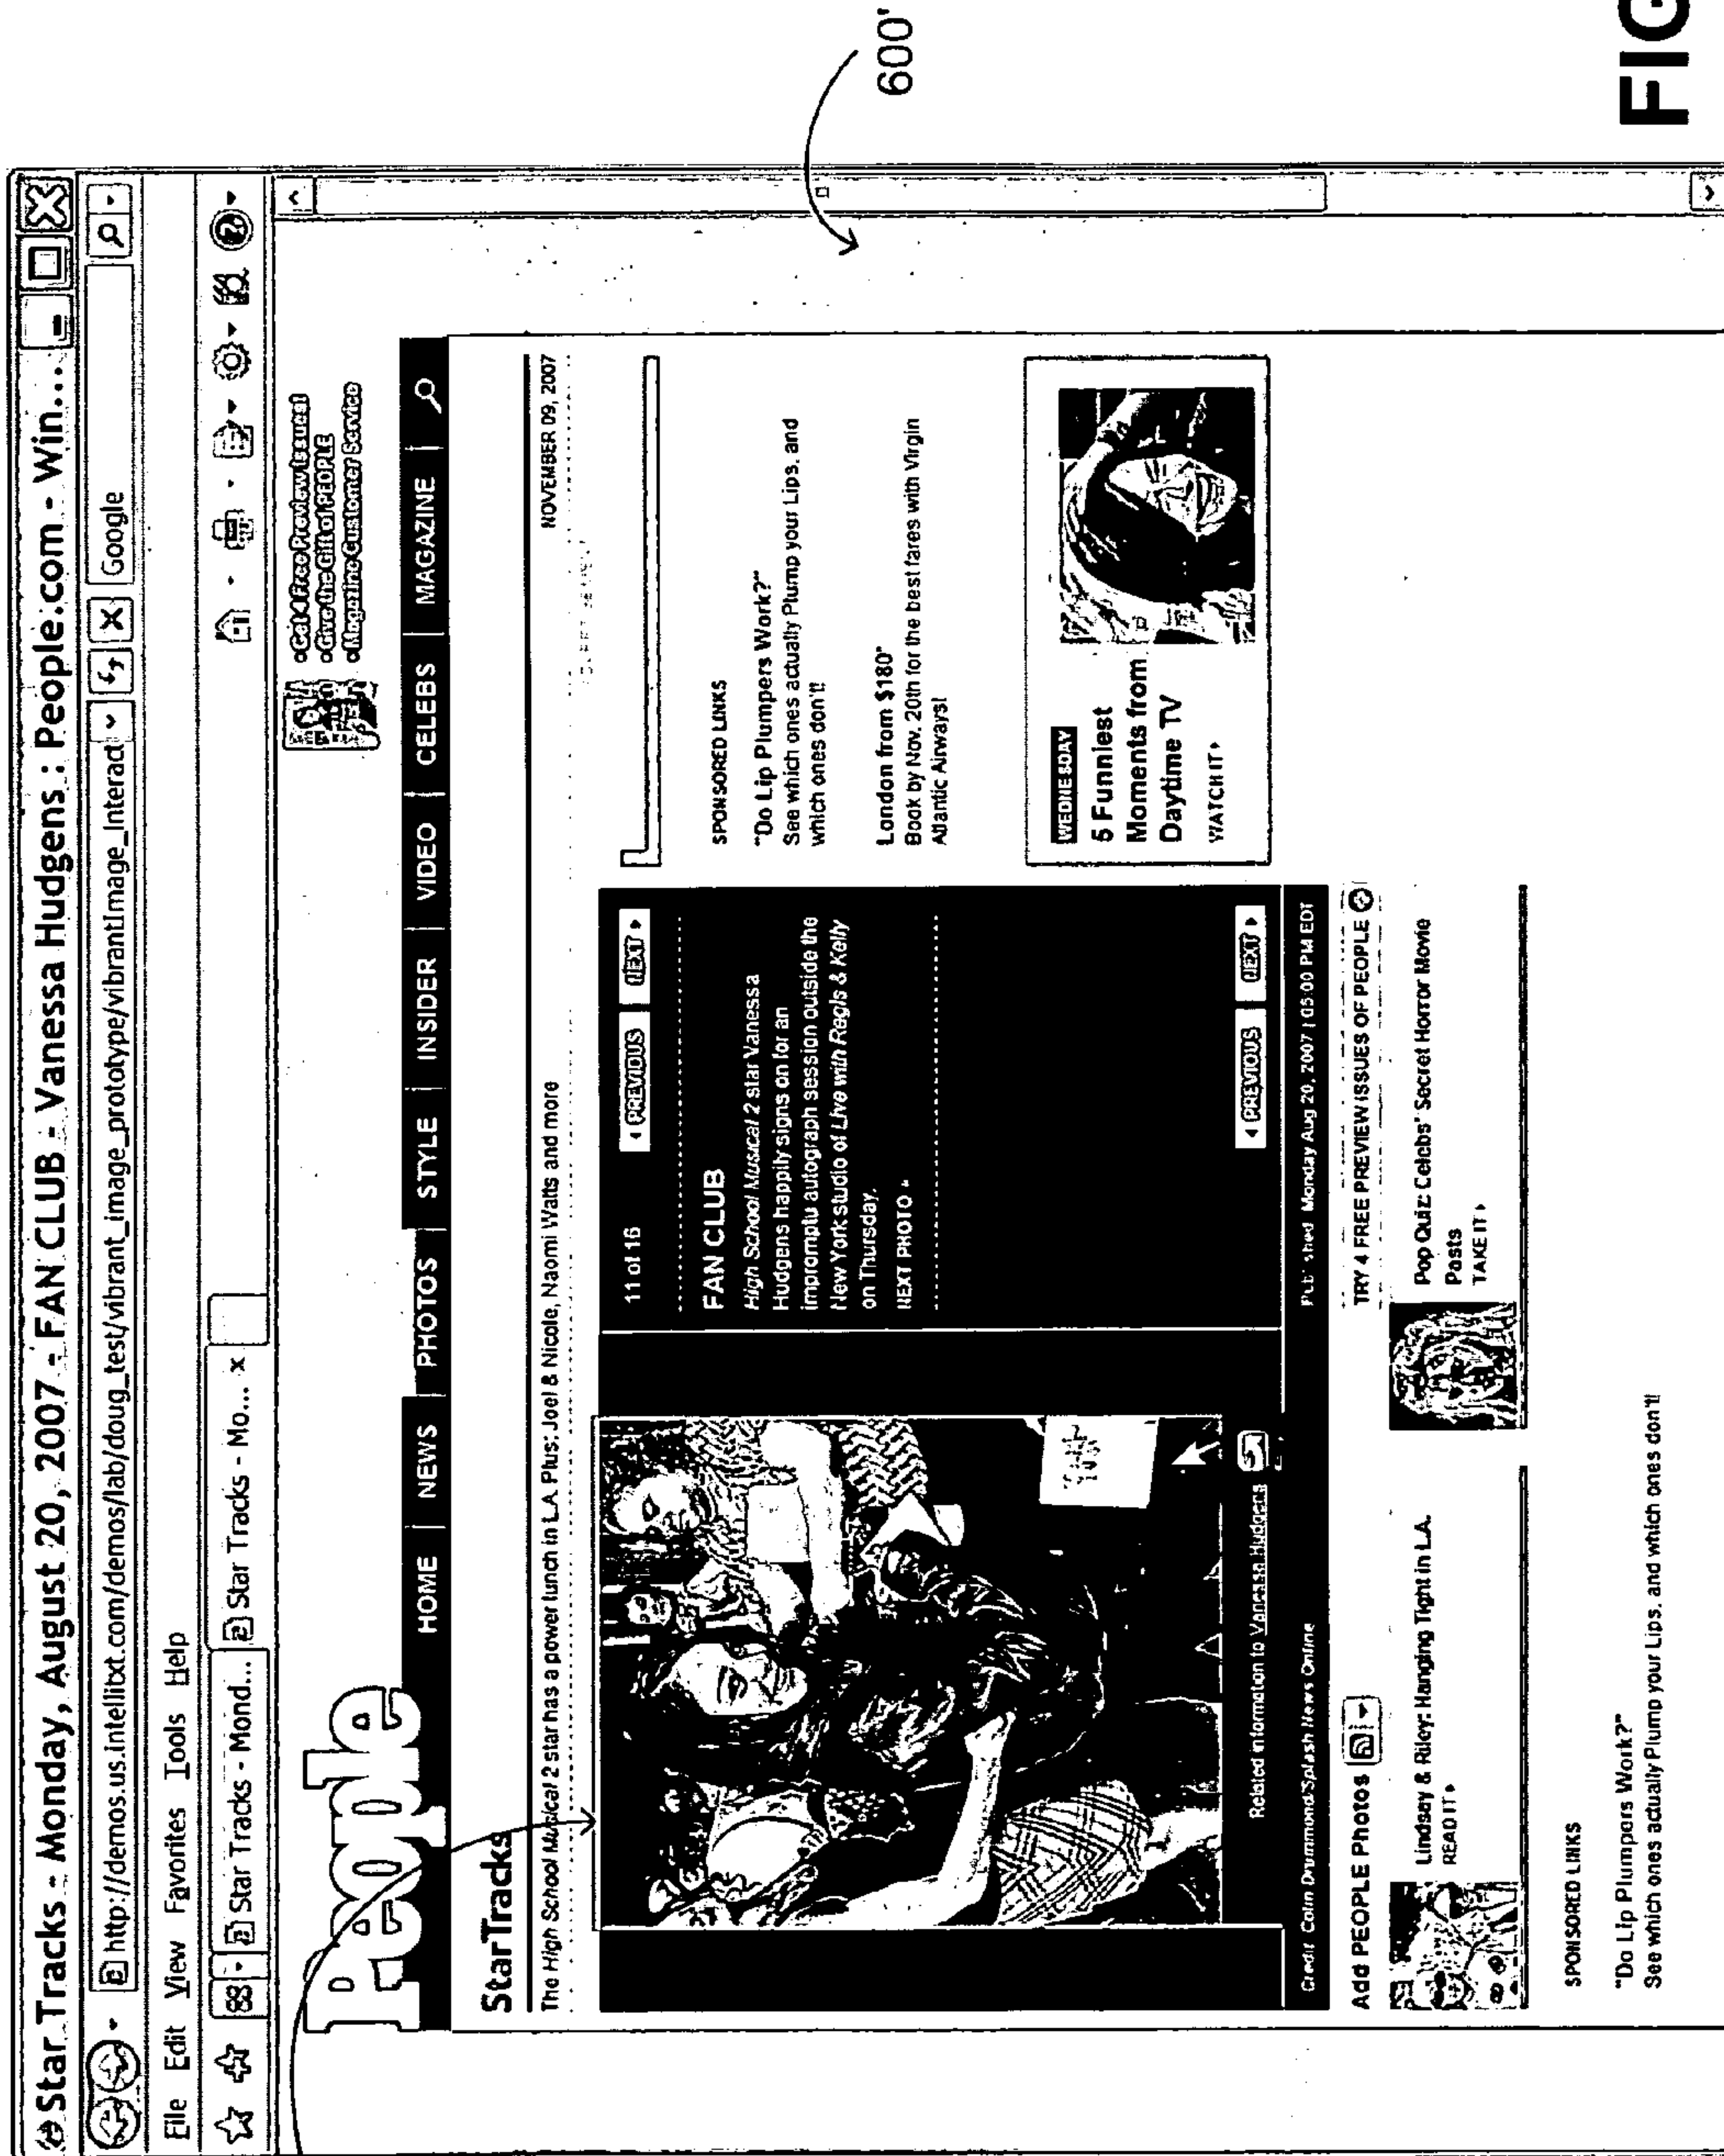 Star Tracks - Monday, August 20, 2007 - FAN CLUB - Vanessa Hudgens : People.com - Win...
http://demos.us.intellitxt.com/demos/lab/doug_test/vibrant_image_prototype/vibrantImage_Interact
Google
File Edit View Favorites Tools Help
Star Tracks - Mond... Star Tracks - Mo... x
People
• Get 4 Free Preview Issues!
• Give the Gift of PEOPLE
• Magazine Customer Service
HOME | NEWS | PHOTOS | STYLE | INSIDER | VIDEO | CELEBS | MAGAZINE
StarTracks
The High School Musical 2 star has a power lunch in L.A. Plus: Joel & Nicole, Naomi Watts and more
NOVEMBER 09, 2007
11 of 16
PREVIOUS NEXT
FAN CLUB
High School Musical 2 star Vanessa
Hudgens happily signs on for an
impromptu autograph session outside the
New York studio of Live with Regis & Kelly
on Thursday.
NEXT PHOTO
PREVIOUS NEXT
Related information to Vanessa Hudgens
Credit: Colin Drummond/Splash News Online
Published Monday Aug 20, 2007 | 05:00 PM EDT
SPONSORED LINKS
"Do Lip Plumpers Work?"
See which ones actually Plump your Lips, and
which ones don't!!
London from $180"
Book by Nov. 20th for the best fares with Virgin
Atlantic Airways!
WEDNESDAY
5 Funniest
Moments from
Daytime TV
WATCH IT
Add PEOPLE Photos
TRY 4 FREE PREVIEW ISSUES OF PEOPLE
Lindsay & Riley: Hanging Tight in L.A.
READ IT
Pop Quiz: Celebs' Secret Horror Movie
Pasts
TAKE IT
SPONSORED LINKS
"Do Lip Plumpers Work?"
See which ones actually Plump your Lips, and which ones don't!!
600'
FIG